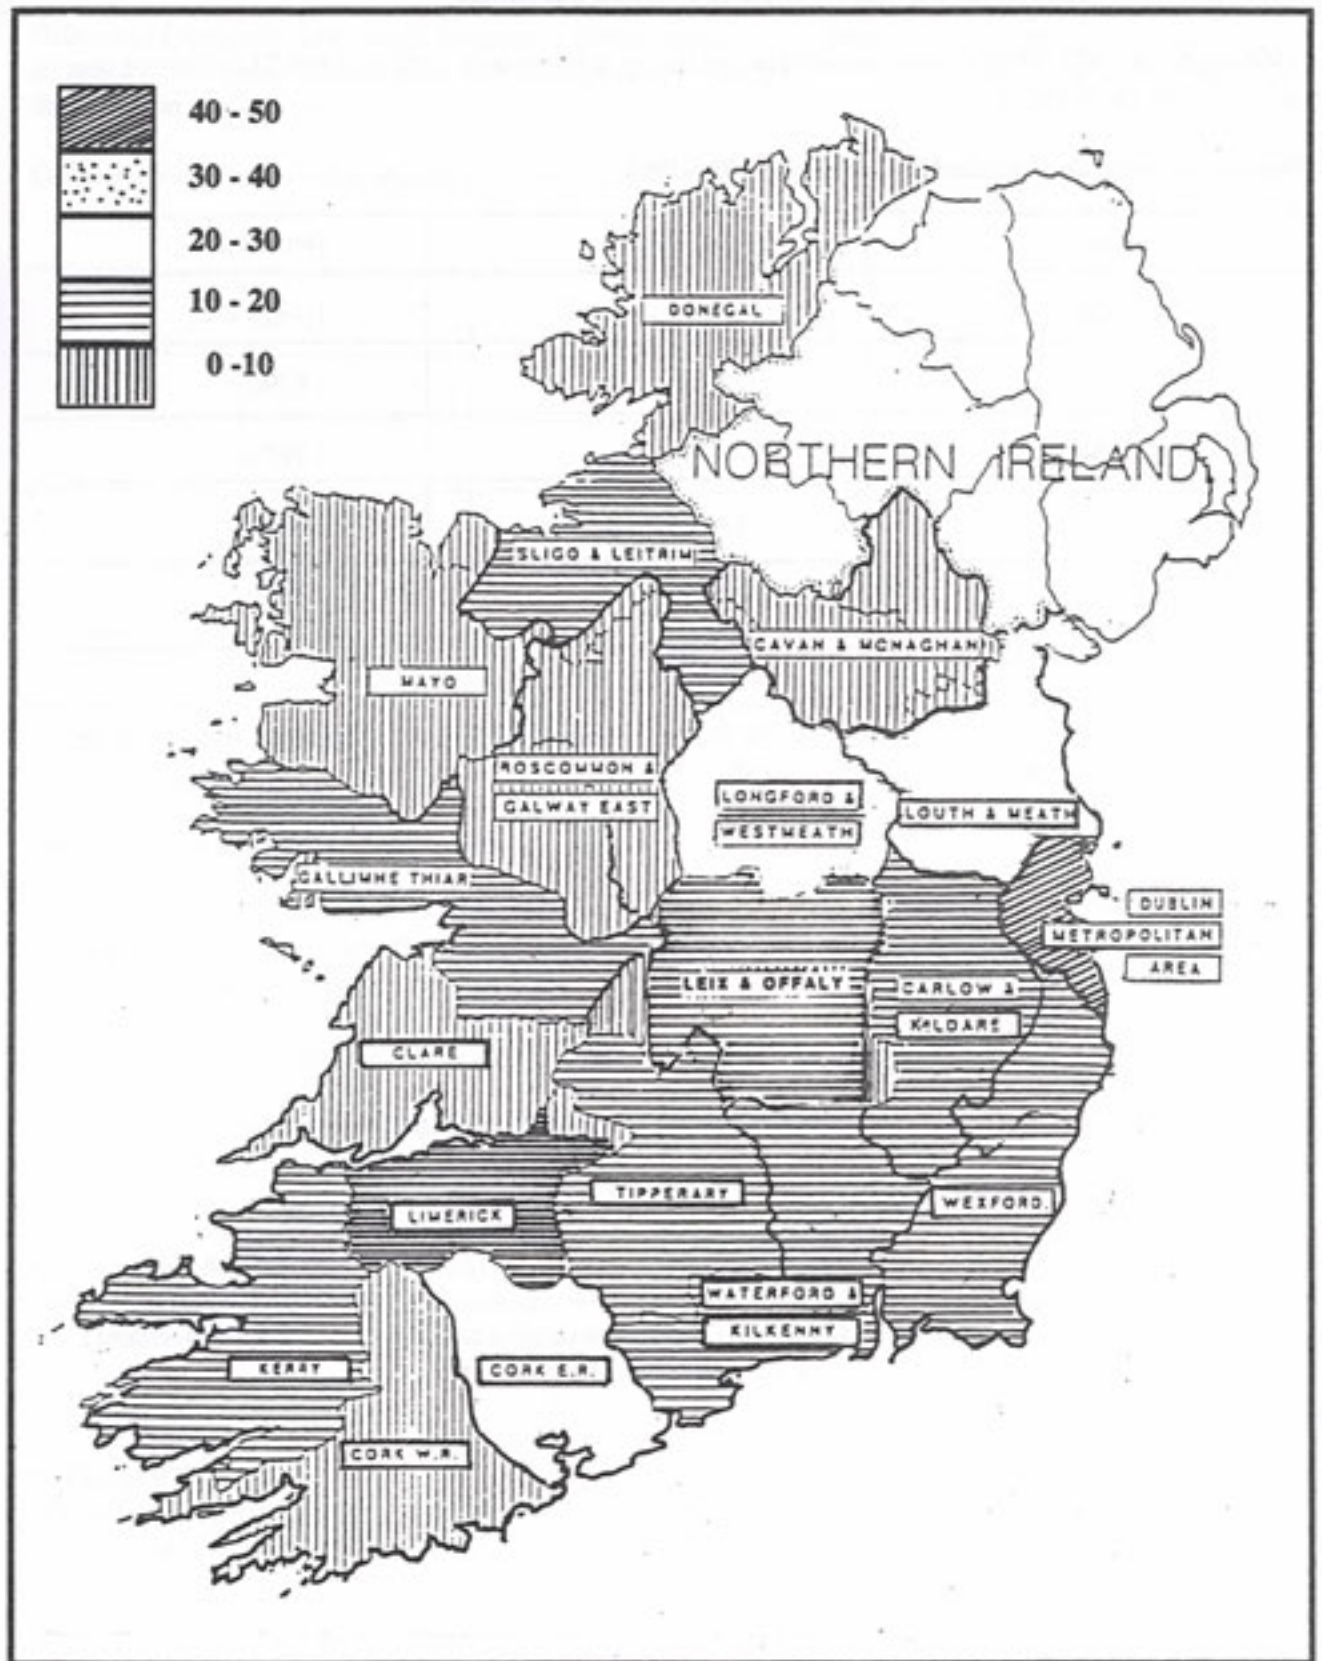 40 - 50
30 - 40
20 - 30
10 - 20
0 -10
DONEGAL
NORTHERN IRELAND
SLIGO & LEITRIM
CAVAN & MONAGHAN
MAYO
ROSCOMMON &
GALWAY EAST
LONGFORD &
WESTMEATH
LOUTH & MEATH
GALLIMHE THIAR
DUBLIN
METROPOLITAN
AREA
LEIX & OFFALY
CARLOW &
KILDARE
CLARE
TIPPERARY
WEXFORD.
LIMERICK
WATERFORD &
KILKENNY
KERRY
CORK E.R.
CORK W.R.